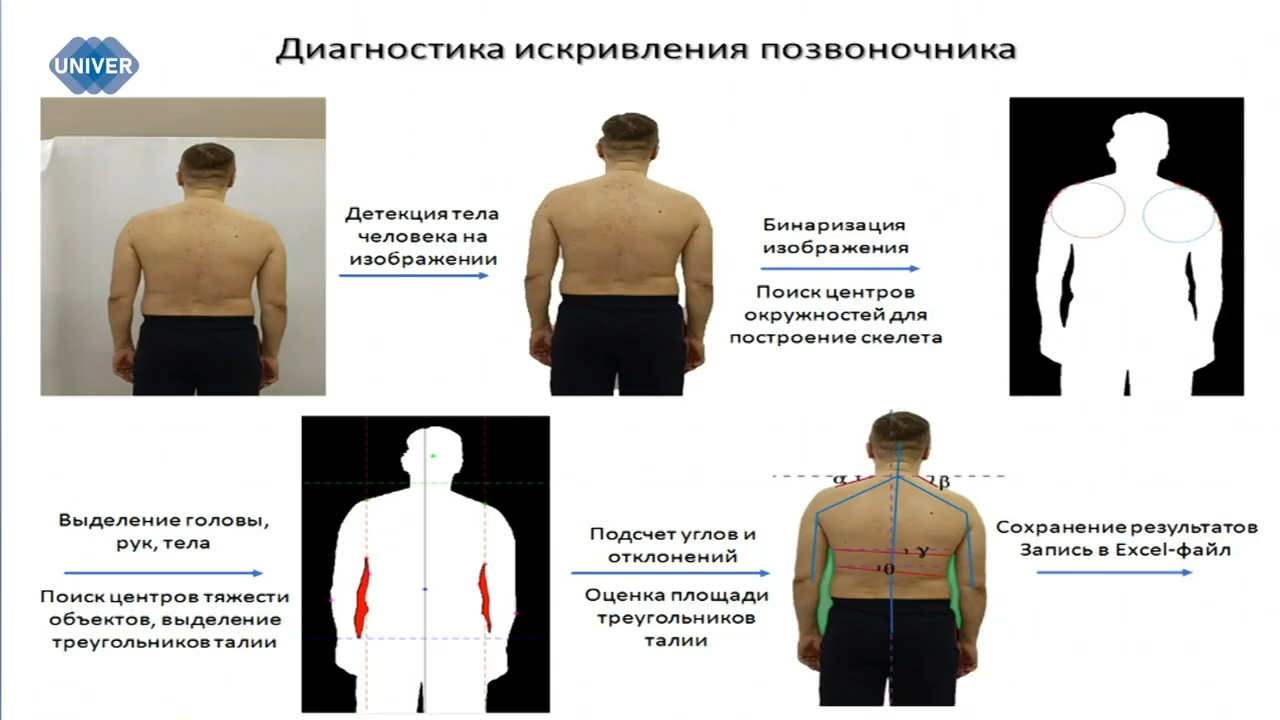 UNIVER
Диагностика искривления позвоночника
Детекция тела
человека на
изображении
Бинаризация
изображения
Поиск центров
окружностей для
построение скелета
Выделение головы,
рук, тела
Поиск центров тяжести
объектов, выделение
треугольников талии
Подсчет углов и
отклонений
Оценка площади
треугольников
талии
α
β
γ
θ
Сохранение результатов
Запись в Excel-файл